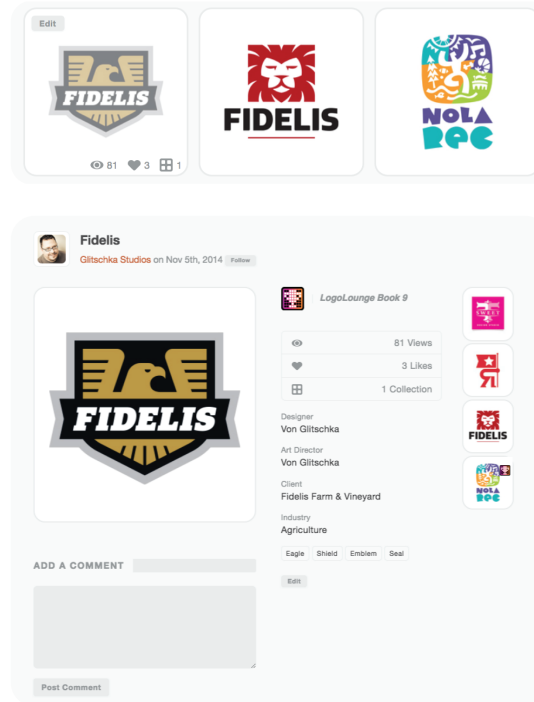 Edit
FIDELIS
81 3 1
FIDELIS
NOLA
REC
Fidelis
Glitschka Studios on Nov 5th, 2014 Follow
FIDELIS
LogoLounge Book 9
81 Views
3 Likes
1 Collection
Designer
Von Glitschka
Art Director
Von Glitschka
Client
Fidelis Farm & Vineyard
Industry
Agriculture
Eagle Shield Emblem Seal
Edit
SWEET
FIDELIS
NOLA
REC
ADD A COMMENT
Post Comment